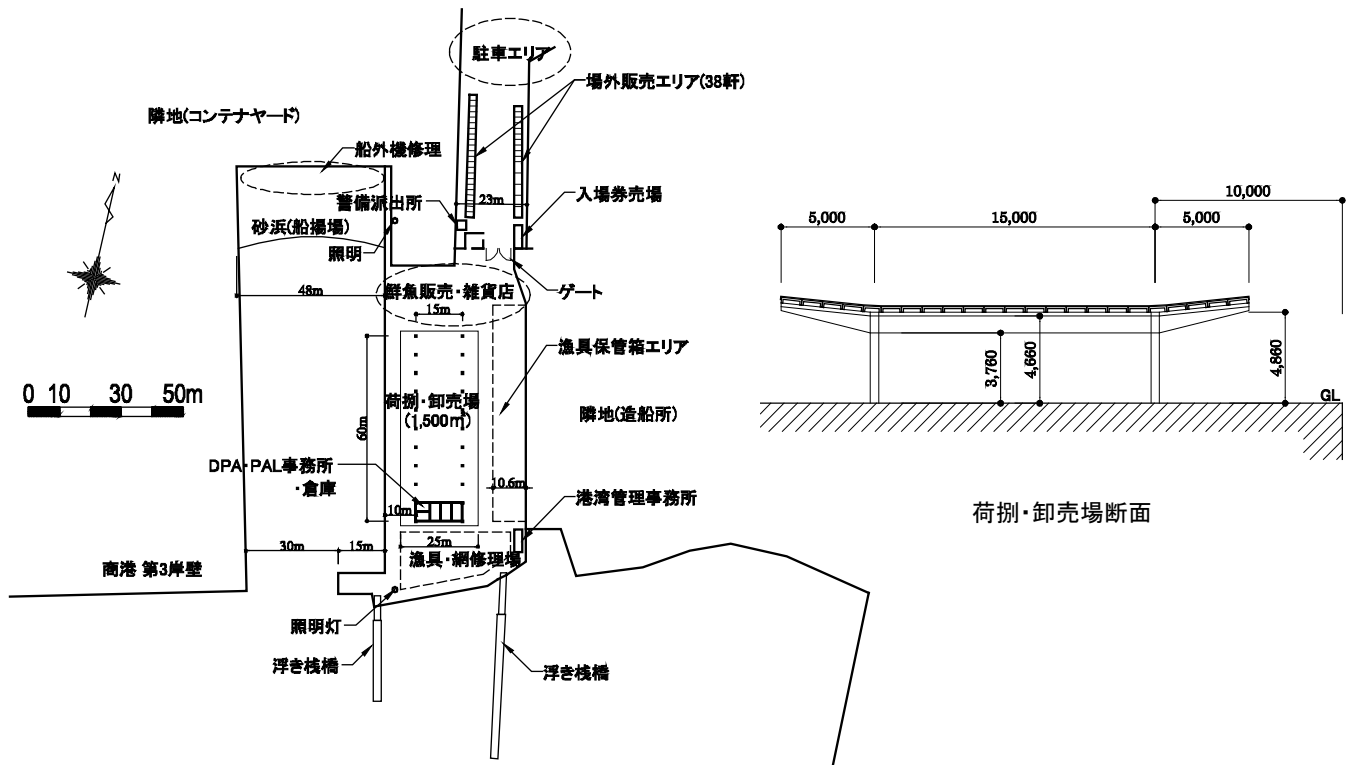 駐車エリア
場外販売エリア(38軒)
隣地(コンテナヤード)
船外機修理
N
警備派出所
23m
入場券売場
砂浜(船揚場)
照明
48m
鮮魚販売・雑貨店
ゲート
15m
漁具保管箱エリア
0 10 30 50m
荷捌・卸売場
(1,500㎡)
60m
隣地(造船所)
DPA・PAL事務所
・倉庫
10.6m
10m
港湾管理事務所
30m
15m
25m
商港 第3岸壁
漁具・網修理場
照明灯
浮き桟橋
浮き桟橋
10,000
5,000
15,000
5,000
3,760
4,660
4,860
GL
荷捌・卸売場断面